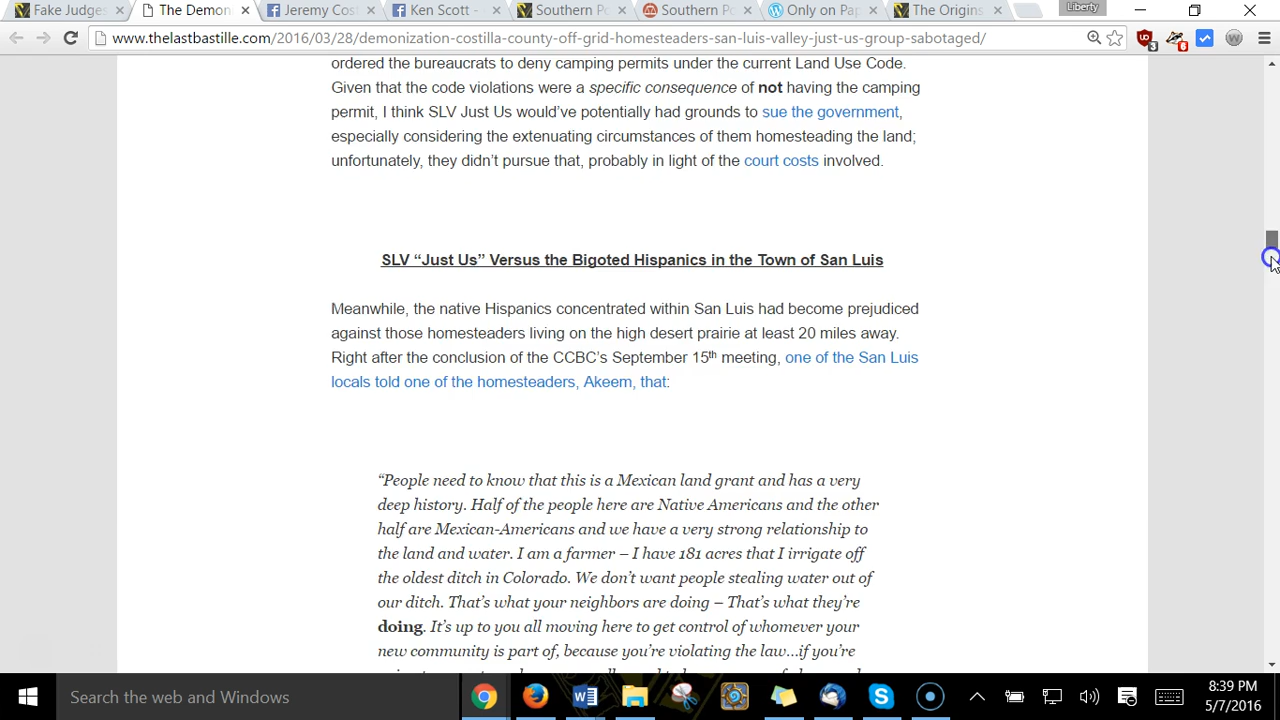 Fake Judges
The Demon
Jeremy Cos
Ken Scott -
Southern Po
Southern Po
Only on Pap
The Origins
Liberty
www.thelastbastille.com/2016/03/28/demonization-costilla-county-off-grid-homesteaders-san-luis-valley-just-us-group-sabotaged/
3
6
ordered the bureaucrats to deny camping permits under the current Land Use Code.
Given that the code violations were a specific consequence of not having the camping
permit, I think SLV Just Us would've potentially had grounds to sue the government,
especially considering the extenuating circumstances of them homesteading the land;
unfortunately, they didn't pursue that, probably in light of the court costs involved.
SLV “Just Us” Versus the Bigoted Hispanics in the Town of San Luis
Meanwhile, the native Hispanics concentrated within San Luis had become prejudiced
against those homesteaders living on the high desert prairie at least 20 miles away.
Right after the conclusion of the CCBC's September 15th meeting, one of the San Luis
locals told one of the homesteaders, Akeem, that:
“People need to know that this is a Mexican land grant and has a very
deep history. Half of the people here are Native Americans and the other
half are Mexican-Americans and we have a very strong relationship to
the land and water. I am a farmer – I have 181 acres that I irrigate off
the oldest ditch in Colorado. We don't want people stealing water out of
our ditch. That's what your neighbors are doing – That's what they're
doing. It's up to you all moving here to get control of whomever your
new community is part of, because you're violating the law…if you're
Search the web and Windows
8:39 PM
5/7/2016